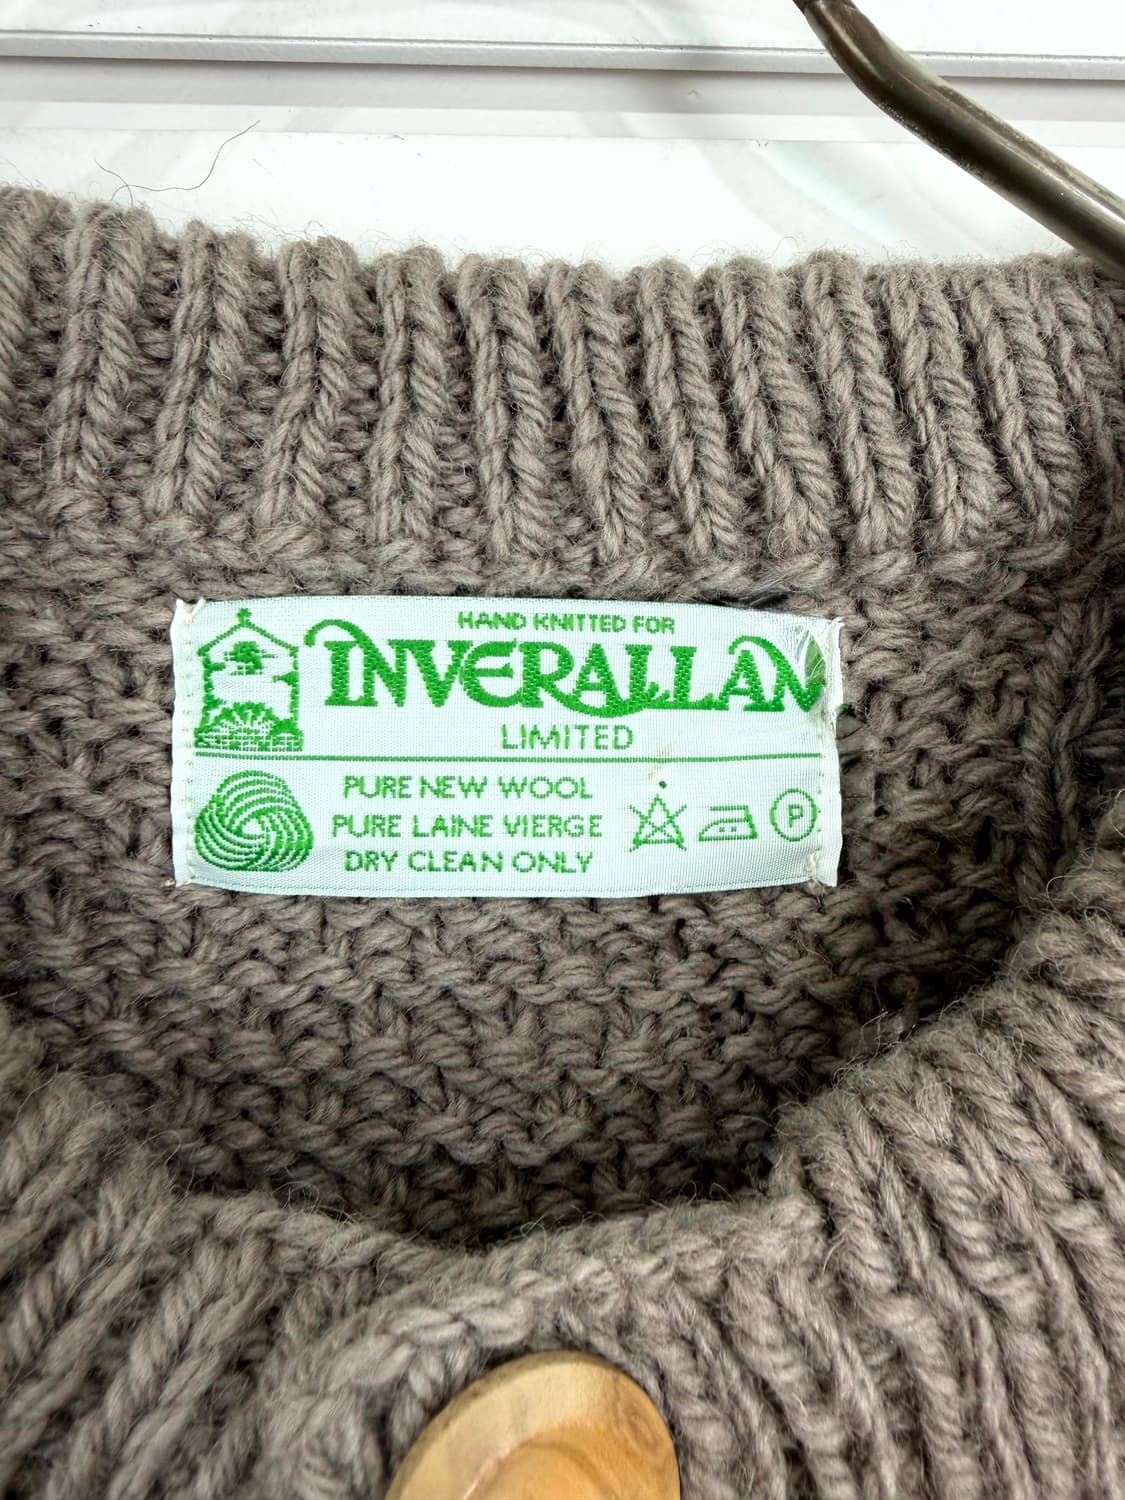 HAND KNITTED FOR
INVERALLAN
LIMITED
PURE NEW WOOL
PURE LAINE VIERGE
DRY CLEAN ONLY
P